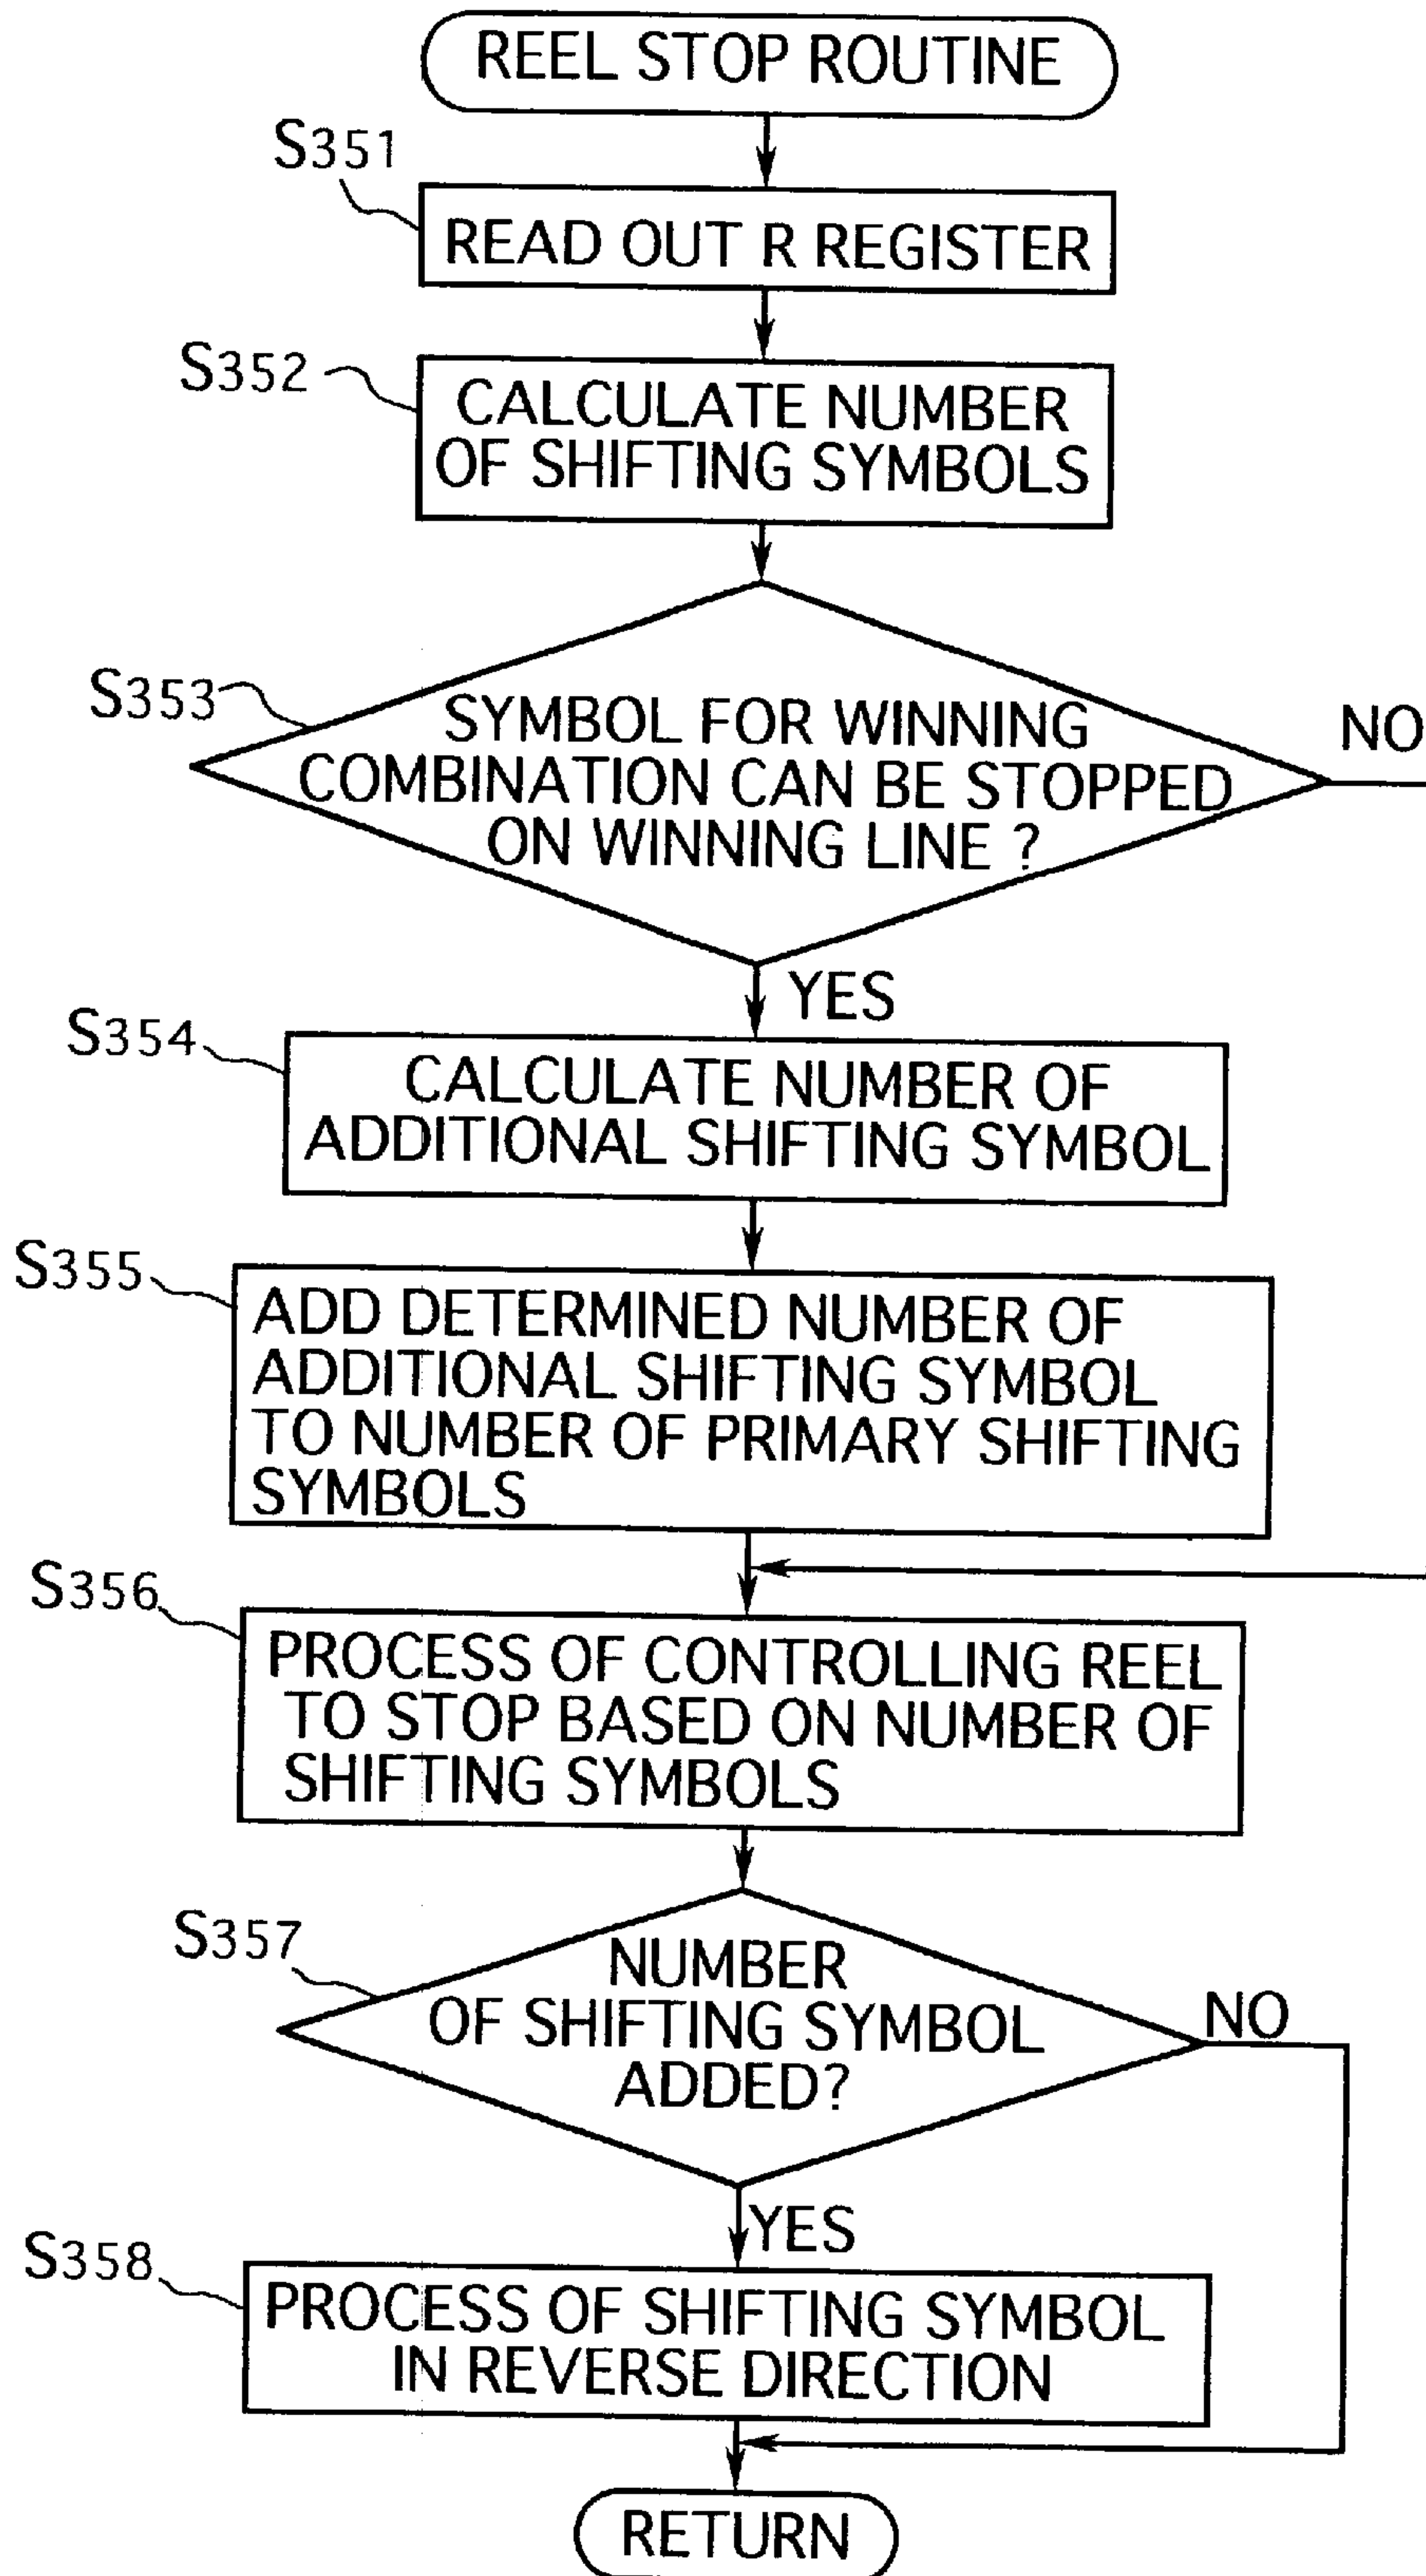 REEL STOP ROUTINE
S351
READ OUT R REGISTER
S352
CALCULATE NUMBER
OF SHIFTING SYMBOLS
S353
SYMBOL FOR WINNING
COMBINATION CAN BE STOPPED
ON WINNING LINE ?
NO
YES
S354
CALCULATE NUMBER OF
ADDITIONAL SHIFTING SYMBOL
S355
ADD DETERMINED NUMBER OF
ADDITIONAL SHIFTING SYMBOL
TO NUMBER OF PRIMARY SHIFTING
SYMBOLS
S356
PROCESS OF CONTROLLING REEL
TO STOP BASED ON NUMBER OF
SHIFTING SYMBOLS
S357
NUMBER
OF SHIFTING SYMBOL
ADDED?
NO
YES
S358
PROCESS OF SHIFTING SYMBOL
IN REVERSE DIRECTION
RETURN